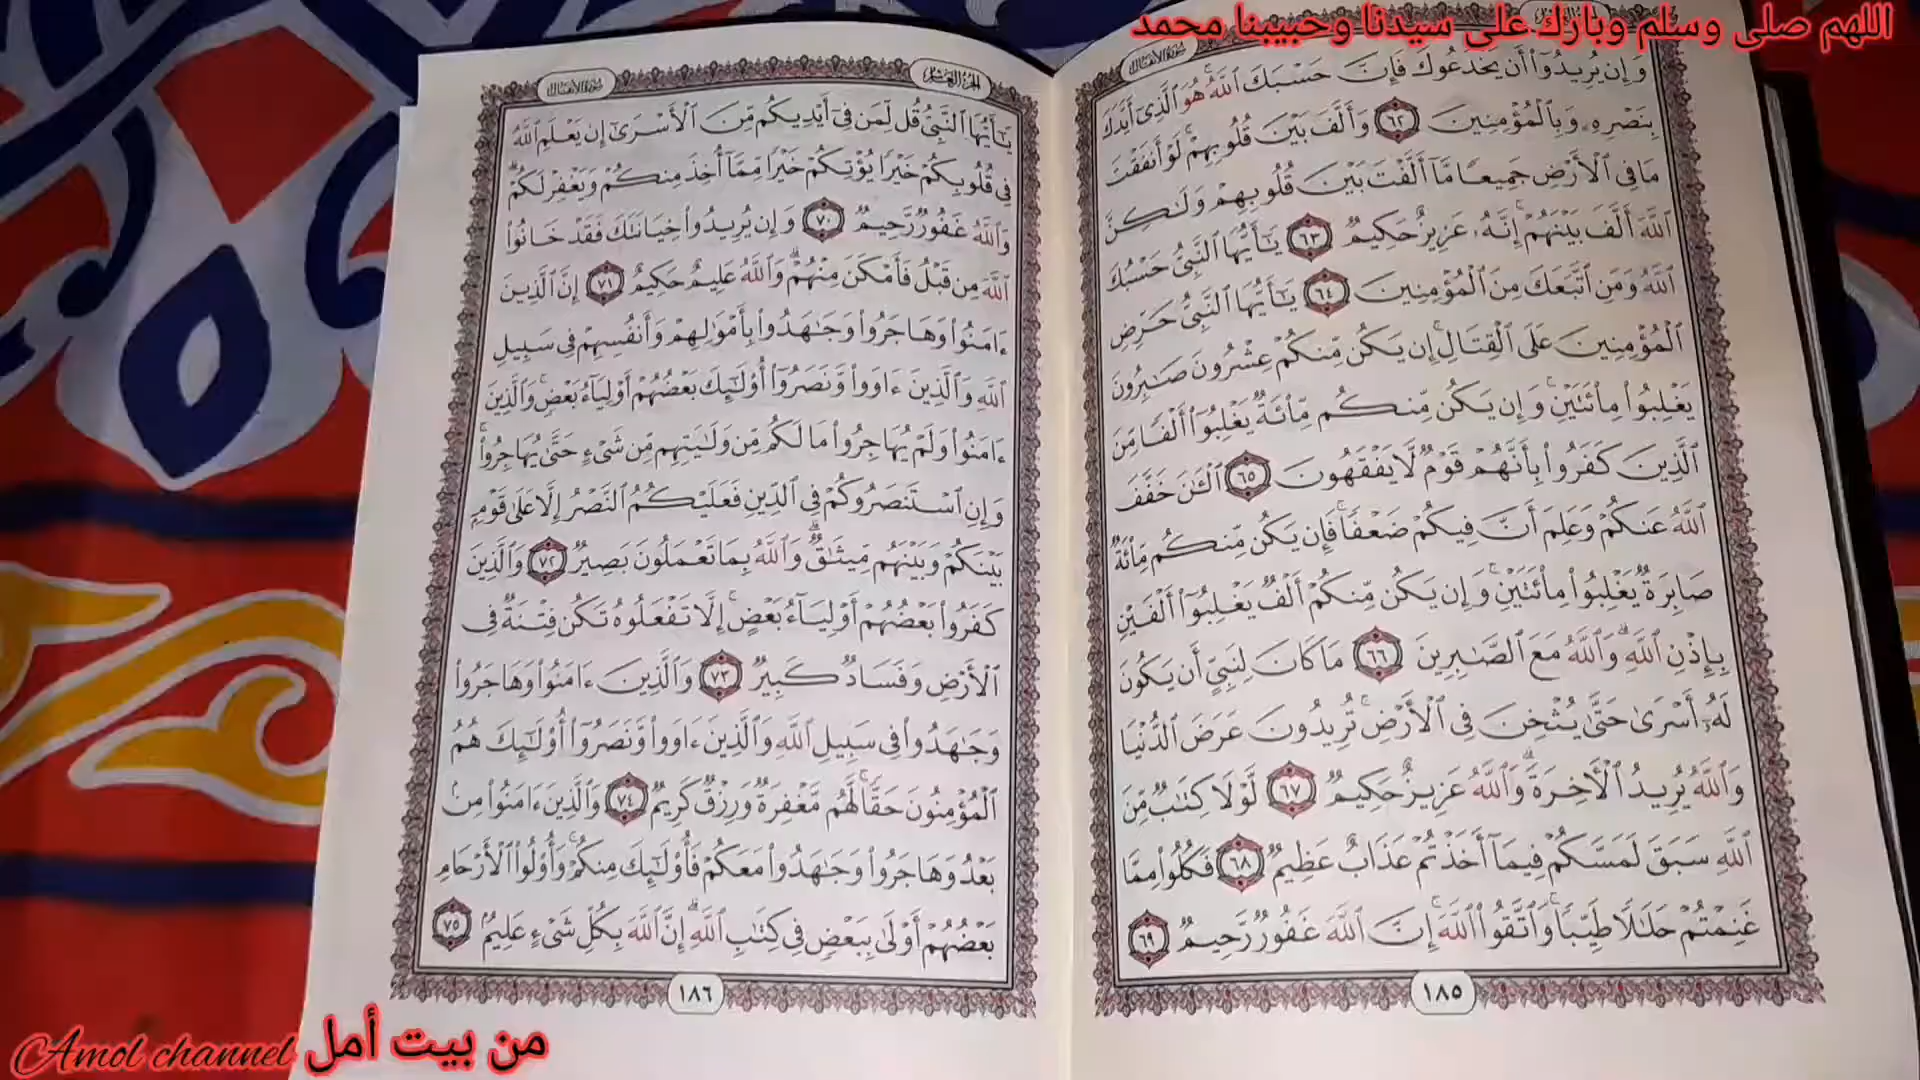 اللهم صلى وسلم وبارك على سيدنا وحبيبنا محمد
سورة الأنفال
وَإِن يُرِيدُوٓا۟ أَن يَخْدَعُوكَ فَإِنَّ حَسْبَكَ ٱللَّهُ ۚ هُوَ ٱلَّذِىٓ أَيَّدَكَ
بِنَصْرِهِۦ وَبِٱلْمُؤْمِنِينَ ٦٢ وَأَلَّفَ بَيْنَ قُلُوبِهِمْ ۚ لَوْ أَنفَقْتَ
مَا فِى ٱلْأَرْضِ جَمِيعًا مَّآ أَلَّفْتَ بَيْنَ قُلُوبِهِمْ وَلَـٰكِنَّ
ٱللَّهَ أَلَّفَ بَيْنَهُمْ ۚ إِنَّهُۥ عَزِيزٌ حَكِيمٌ ٦٣ يَـٰٓأَيُّهَا ٱلنَّبِىُّ حَسْبُكَ
ٱللَّهُ وَمَنِ ٱتَّبَعَكَ مِنَ ٱلْمُؤْمِنِينَ ٦٤ يَـٰٓأَيُّهَا ٱلنَّبِىُّ حَرِّضِ
ٱلْمُؤْمِنِينَ عَلَى ٱلْقِتَالِ ۚ إِن يَكُن مِّنكُمْ عِشْرُونَ صَـٰبِرُونَ
يَغْلِبُوا۟ مِا۟ئَتَيْنِ ۚ وَإِن يَكُن مِّنكُم مِّا۟ئَةٌ يَغْلِبُوٓا۟ أَلْفًا مِّنَ
ٱلَّذِينَ كَفَرُوا۟ بِأَنَّهُمْ قَوْمٌ لَّا يَفْقَهُونَ ٦٥ ٱلْـَٔـٰنَ خَفَّفَ
ٱللَّهُ عَنكُمْ وَعَلِمَ أَنَّ فِيكُمْ ضَعْفًا ۚ فَإِن يَكُن مِّنكُم مِّا۟ئَةٌ
صَابِرَةٌ يَغْلِبُوا۟ مِا۟ئَتَيْنِ ۚ وَإِن يَكُن مِّنكُمْ أَلْفٌ يَغْلِبُوٓا۟ أَلْفَيْنِ
بِإِذْنِ ٱللَّهِ ۗ وَٱللَّهُ مَعَ ٱلصَّـٰبِرِينَ ٦٦ مَا كَانَ لِنَبِىٍّ أَن يَكُونَ
لَهُۥٓ أَسْرَىٰ حَتَّىٰ يُثْخِنَ فِى ٱلْأَرْضِ ۚ تُرِيدُونَ عَرَضَ ٱلدُّنْيَا
وَٱللَّهُ يُرِيدُ ٱلْـَٔاخِرَةَ ۗ وَٱللَّهُ عَزِيزٌ حَكِيمٌ ٦٧ لَّوْلَا كِتَـٰبٌ مِّنَ
ٱللَّهِ سَبَقَ لَمَسَّكُمْ فِيمَآ أَخَذْتُمْ عَذَابٌ عَظِيمٌ ٦٨ فَكُلُوا۟ مِمَّا
غَنِمْتُمْ حَلَـٰلًا طَيِّبًا ۚ وَٱتَّقُوا۟ ٱللَّهَ ۚ إِنَّ ٱللَّهَ غَفُورٌ رَّحِيمٌ ٦٩
١٨٥
الجزء العاشر
سورة الأنفال
يَـٰٓأَيُّهَا ٱلنَّبِىُّ قُل لِّمَن فِىٓ أَيْدِيكُم مِّنَ ٱلْأَسْرَىٰٓ إِن يَعْلَمِ ٱللَّهُ
فِى قُلُوبِكُمْ خَيْرًا يُؤْتِكُمْ خَيْرًا مِّمَّآ أُخِذَ مِنكُمْ وَيَغْفِرْ لَكُمْ ۗ
وَٱللَّهُ غَفُورٌ رَّحِيمٌ ٧٠ وَإِن يُرِيدُوا۟ خِيَانَتَكَ فَقَدْ خَانُوا۟
ٱللَّهَ مِن قَبْلُ فَأَمْكَنَ مِنْهُمْ ۗ وَٱللَّهُ عَلِيمٌ حَكِيمٌ ٧١ إِنَّ ٱلَّذِينَ
ءَامَنُوا۟ وَهَاجَرُوا۟ وَجَـٰهَدُوا۟ بِأَمْوَٰلِهِمْ وَأَنفُسِهِمْ فِى سَبِيلِ
ٱللَّهِ وَٱلَّذِينَ ءَاوَوا۟ وَّنَصَرُوٓا۟ أُو۟لَـٰٓئِكَ بَعْضُهُمْ أَوْلِيَآءُ بَعْضٍ ۚ وَٱلَّذِينَ
ءَامَنُوا۟ وَلَمْ يُهَاجِرُوا۟ مَا لَكُم مِّن وَلَـٰيَتِهِم مِّن شَىْءٍ حَتَّىٰ يُهَاجِرُوا۟ ۚ
وَإِنِ ٱسْتَنصَرُوكُمْ فِى ٱلدِّينِ فَعَلَيْكُمُ ٱلنَّصْرُ إِلَّا عَلَىٰ قَوْمٍۭ
بَيْنَكُمْ وَبَيْنَهُم مِّيثَـٰقٌ ۗ وَٱللَّهُ بِمَا تَعْمَلُونَ بَصِيرٌ ٧٢ وَٱلَّذِينَ
كَفَرُوا۟ بَعْضُهُمْ أَوْلِيَآءُ بَعْضٍ ۚ إِلَّا تَفْعَلُوهُ تَكُن فِتْنَةٌ فِى
ٱلْأَرْضِ وَفَسَادٌ كَبِيرٌ ٧٣ وَٱلَّذِينَ ءَامَنُوا۟ وَهَاجَرُوا۟
وَجَـٰهَدُوا۟ فِى سَبِيلِ ٱللَّهِ وَٱلَّذِينَ ءَاوَوا۟ وَّنَصَرُوٓا۟ أُو۟لَـٰٓئِكَ هُمُ
ٱلْمُؤْمِنُونَ حَقًّا ۚ لَّهُم مَّغْفِرَةٌ وَرِزْقٌ كَرِيمٌ ٧٤ وَٱلَّذِينَ ءَامَنُوا۟ مِنۢ
بَعْدُ وَهَاجَرُوا۟ وَجَـٰهَدُوا۟ مَعَكُمْ فَأُو۟لَـٰٓئِكَ مِنكُمْ ۚ وَأُو۟لُوا۟ ٱلْأَرْحَامِ
بَعْضُهُمْ أَوْلَىٰ بِبَعْضٍ فِى كِتَـٰبِ ٱللَّهِ ۗ إِنَّ ٱللَّهَ بِكُلِّ شَىْءٍ عَلِيمٌۢ ٧٥
١٨٦
من بيت أمل Amol channel